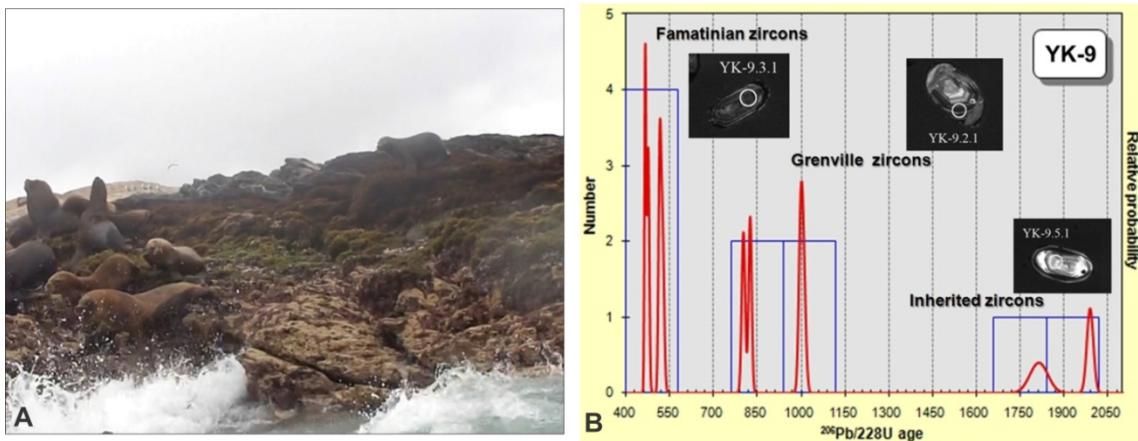 A
5
4
3
2
1
0
Number
Famatinian zircons
YK-9.3.1
YK-9.2.1
YK-9
Grenville zircons
YK-9.5.1
Inherited zircons
Relative probability
400 550 700 850 1000 1150 1300 1450 1600 1750 1900 2050
206Pb/228U age
B